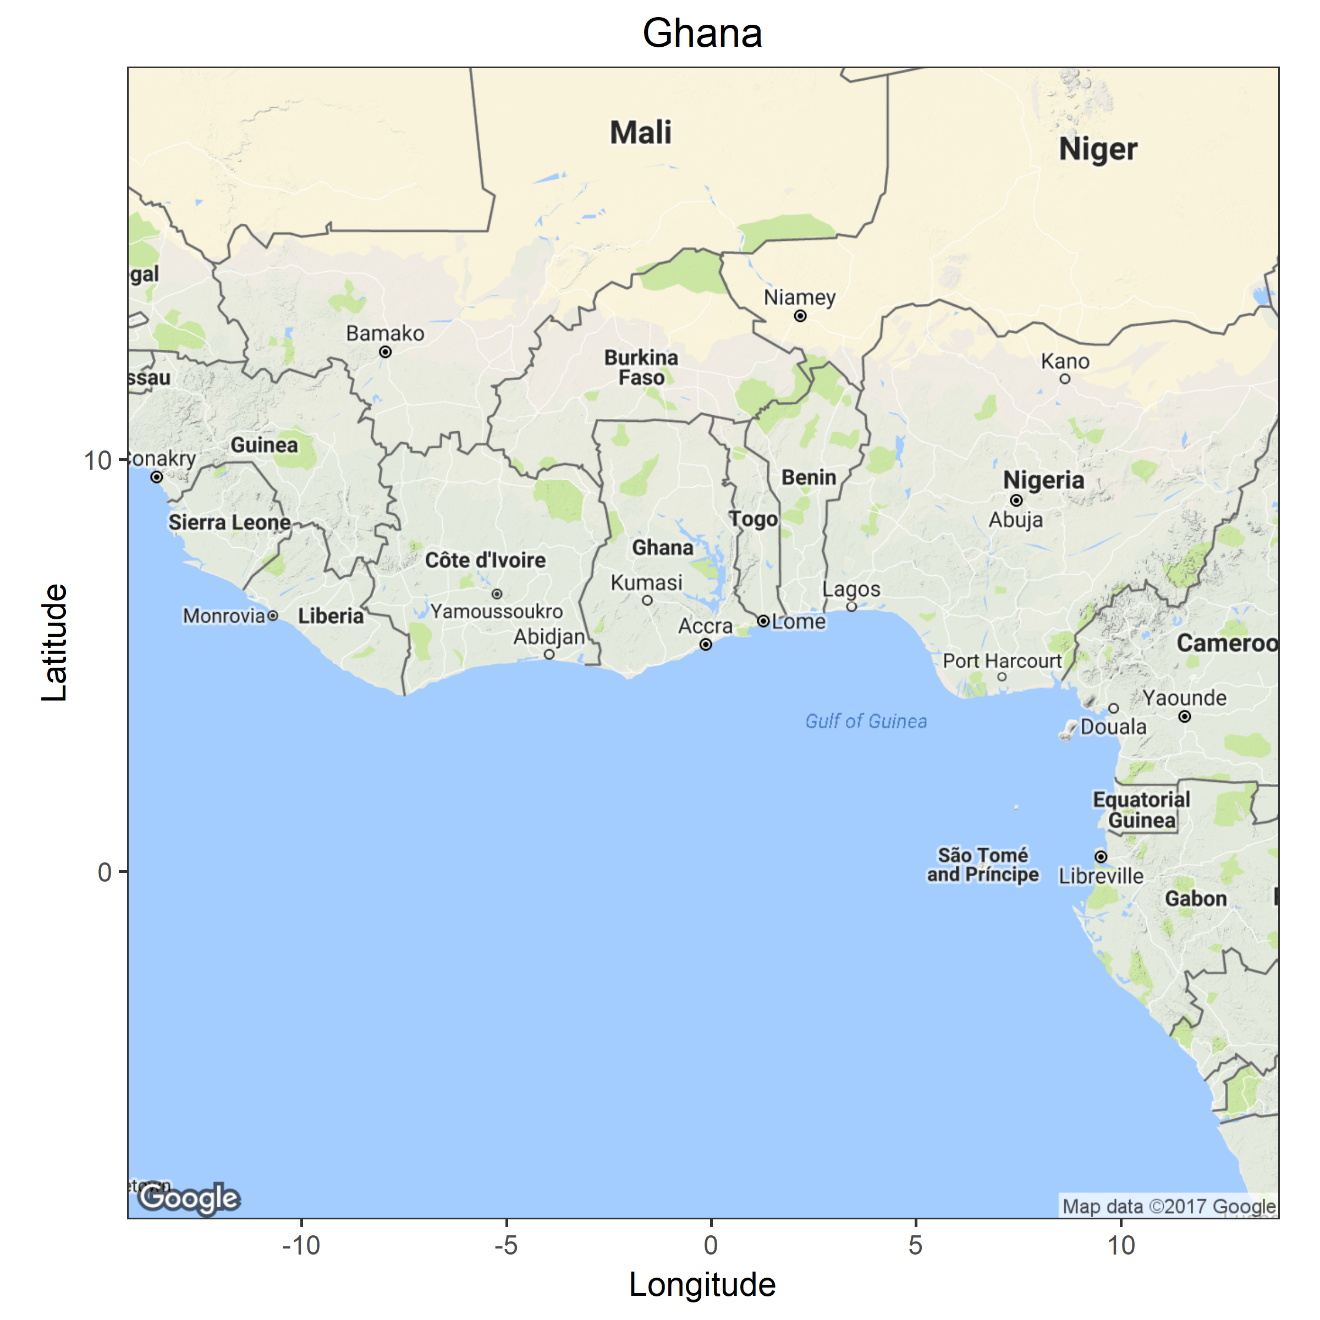 Ghana
Mali
Niger
gal
Niamey
Bamako
Burkina
Faso
Kano
ssau
Guinea
10
onakry
Benin
Nigeria
Abuja
Sierra Leone
Togo
Ghana
Côte d'Ivoire
Kumasi
Lagos
Yamoussoukro
Monrovia
Liberia
Accra
Lome
Abidjan
Cameroo
Port Harcourt
Yaounde
Gulf of Guinea
Douala
Equatorial
Guinea
São Tomé
and Príncipe
0
Libreville
Gabon
Latitude
Google
Map data ©2017 Google
-10
-5
0
5
10
Longitude